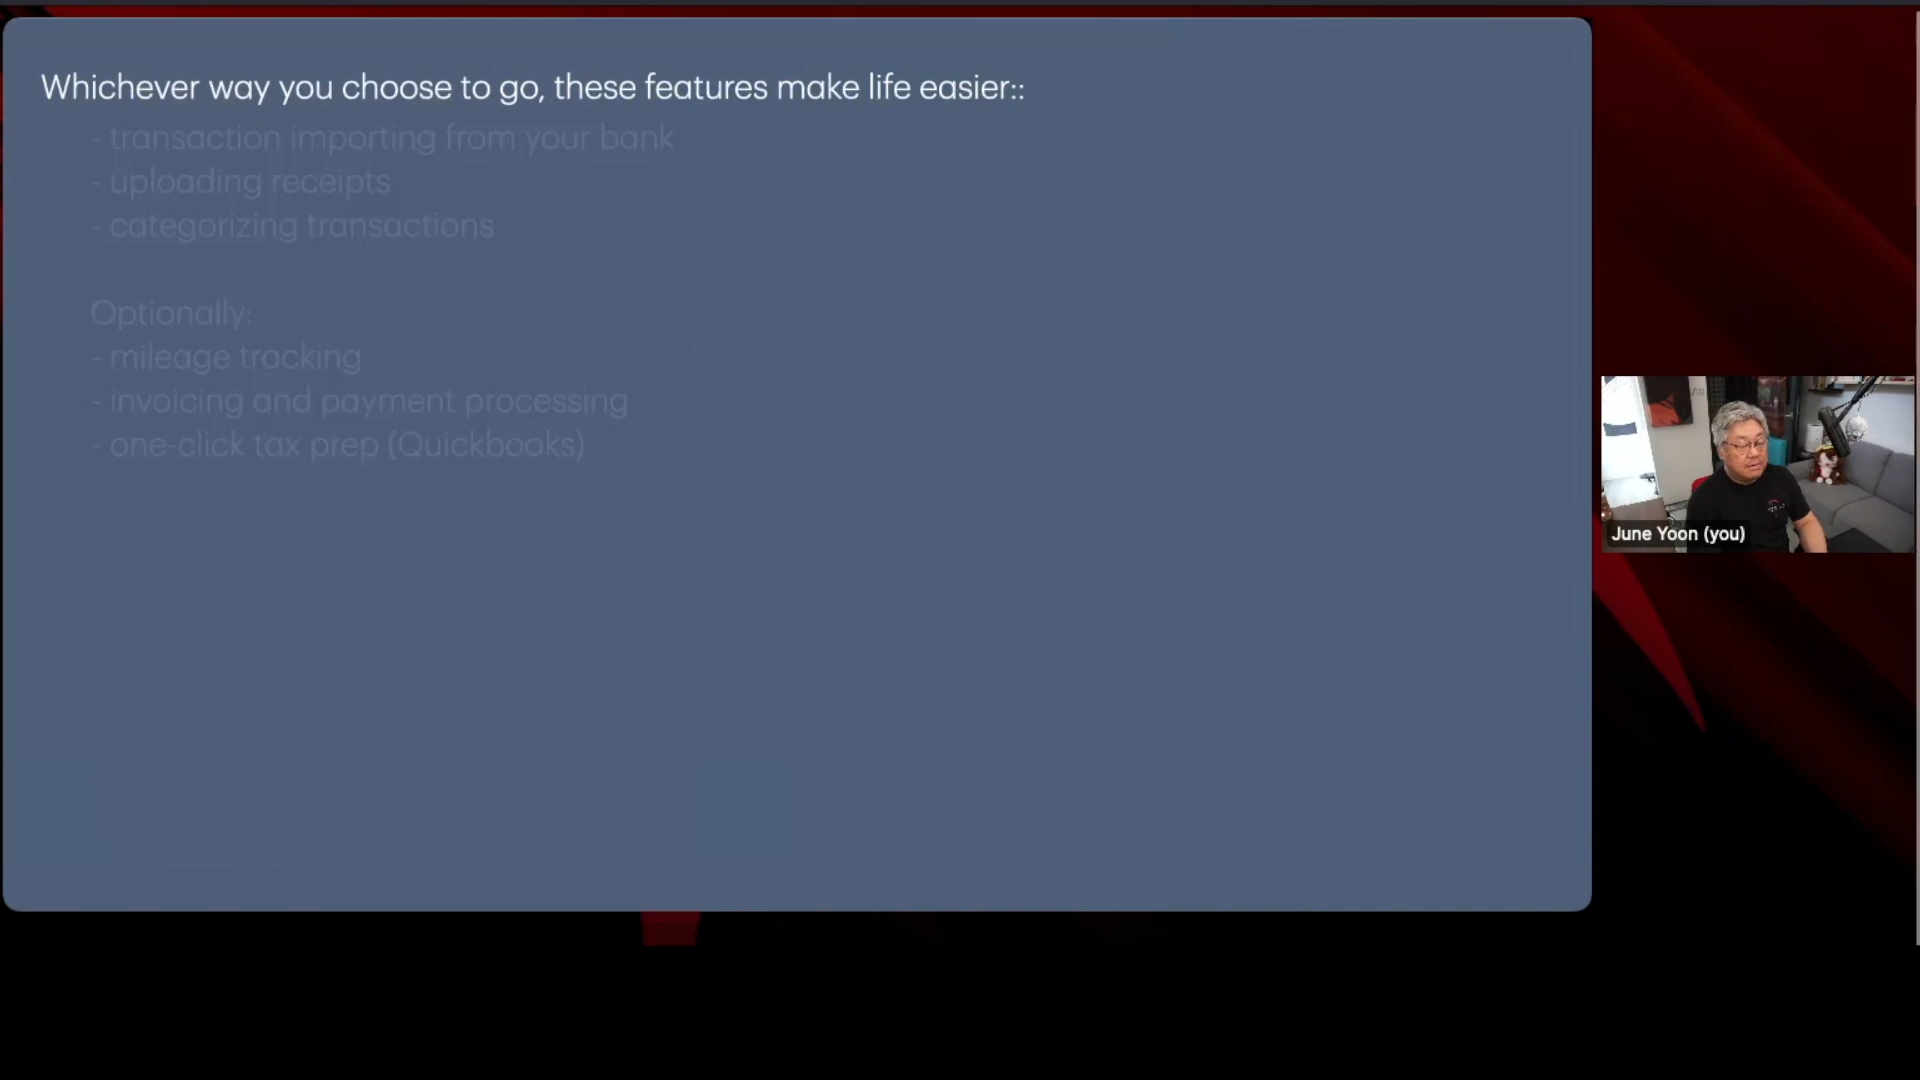 Whichever way you choose to go, these features make life easier::
- transaction importing from your bank
- uploading receipts
- categorizing transactions
Optionally:
- mileage tracking
- invoicing and payment processing
- one-click tax prep (Quickbooks)
June Yoon (you)